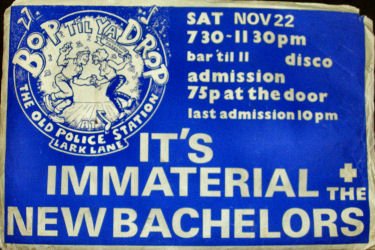 BOP 'TIL YA DROP
THE OLD POLICE STATION
LARK LANE
SAT NOV 22
7 30-11 30pm
bar 'til 11 disco
admission
75p at the door
last admission 10pm
IT'S
IMMATERIAL +
THE
NEW BACHELORS